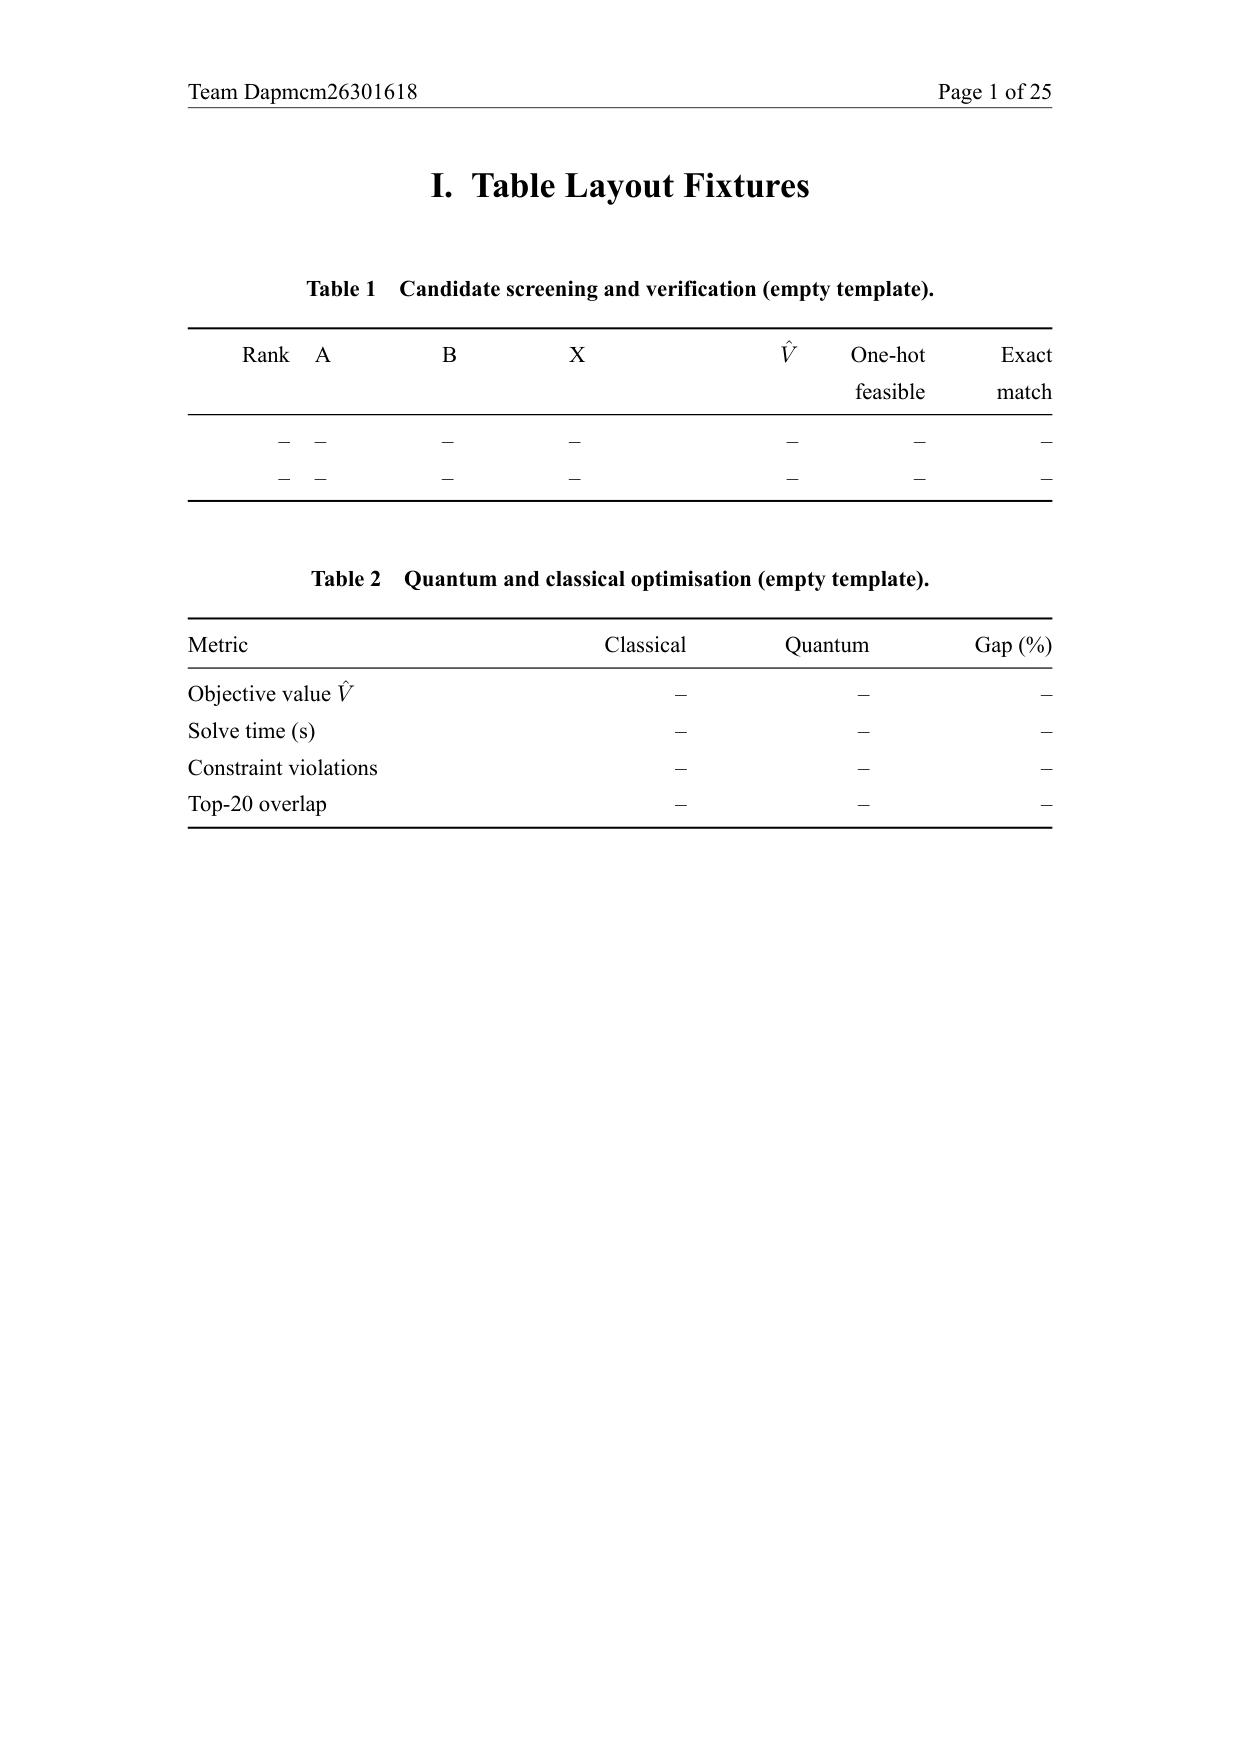 Team Dapmcm26301618 Page 1 of 25
I. Table Layout Fixtures
Table 1 Candidate screening and verification (empty template).
Rank A B X V̂ One-hot Exact
feasible match
– – – – – – –
– – – – – – –
Table 2 Quantum and classical optimisation (empty template).
Metric Classical Quantum Gap (%)
Objective value V̂ – – –
Solve time (s) – – –
Constraint violations – – –
Top-20 overlap – – –